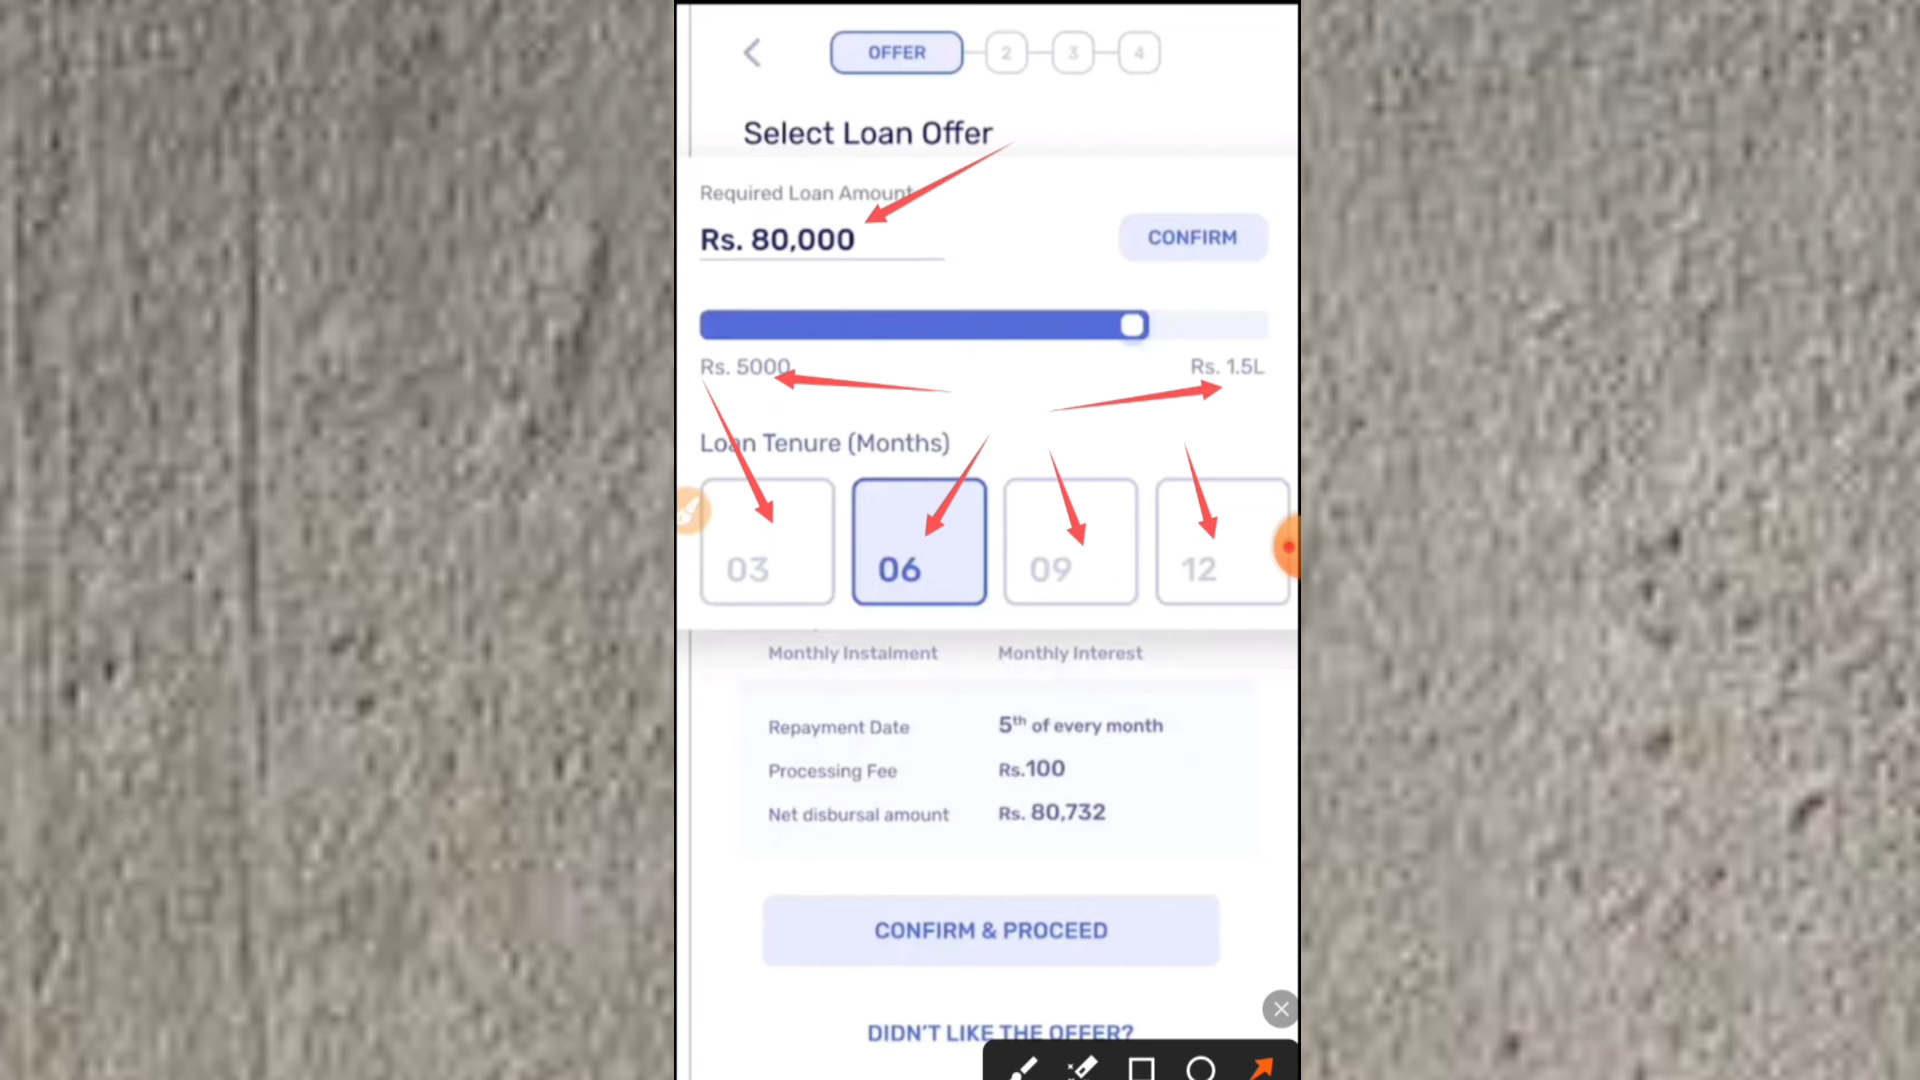 OFFER 2 3 4
Select Loan Offer
Required Loan Amount
Rs. 80,000
CONFIRM
Rs. 5000 Rs. 1.5L
Loan Tenure (Months)
03 06 09 12
Monthly Instalment Monthly Interest
Repayment Date 5th of every month
Processing Fee Rs.100
Net disbursal amount Rs. 80,732
CONFIRM & PROCEED
DIDN'T LIKE THE OFFER?